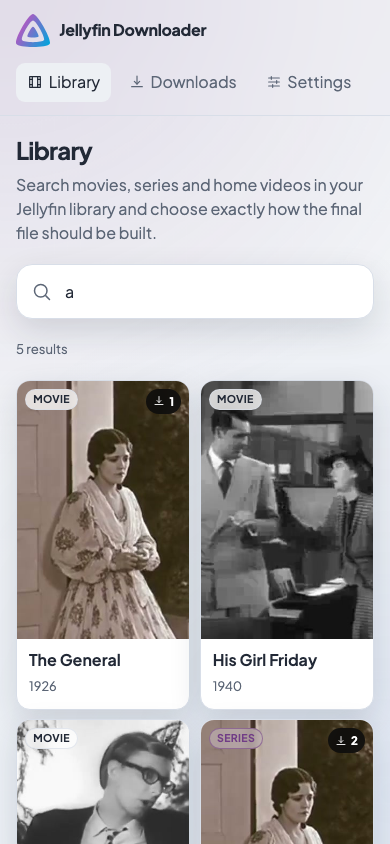 Jellyfin Downloader
Library
Downloads
Settings
Library
Search movies, series and home videos in your
Jellyfin library and choose exactly how the final
file should be built.
a
5 results
MOVIE
1
MOVIE
The General
1926
His Girl Friday
1940
MOVIE
SERIES
2